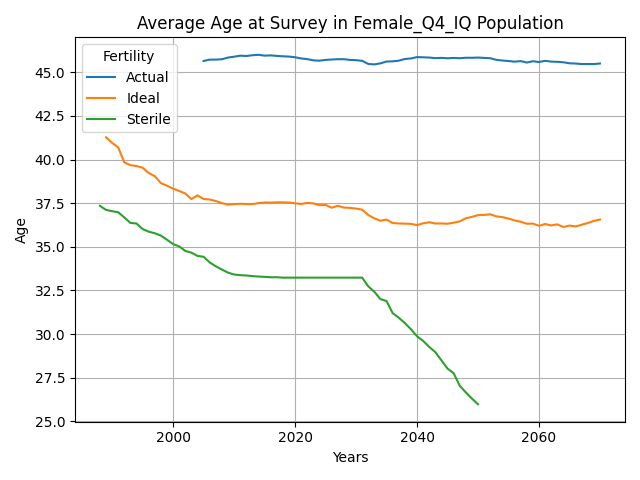 Average Age at Survey in Female_Q4_IQ Population
Fertility
Actual
Ideal
Sterile
45.0
42.5
40.0
37.5
35.0
32.5
30.0
27.5
25.0
Age
2000
2020
2040
2060
Years